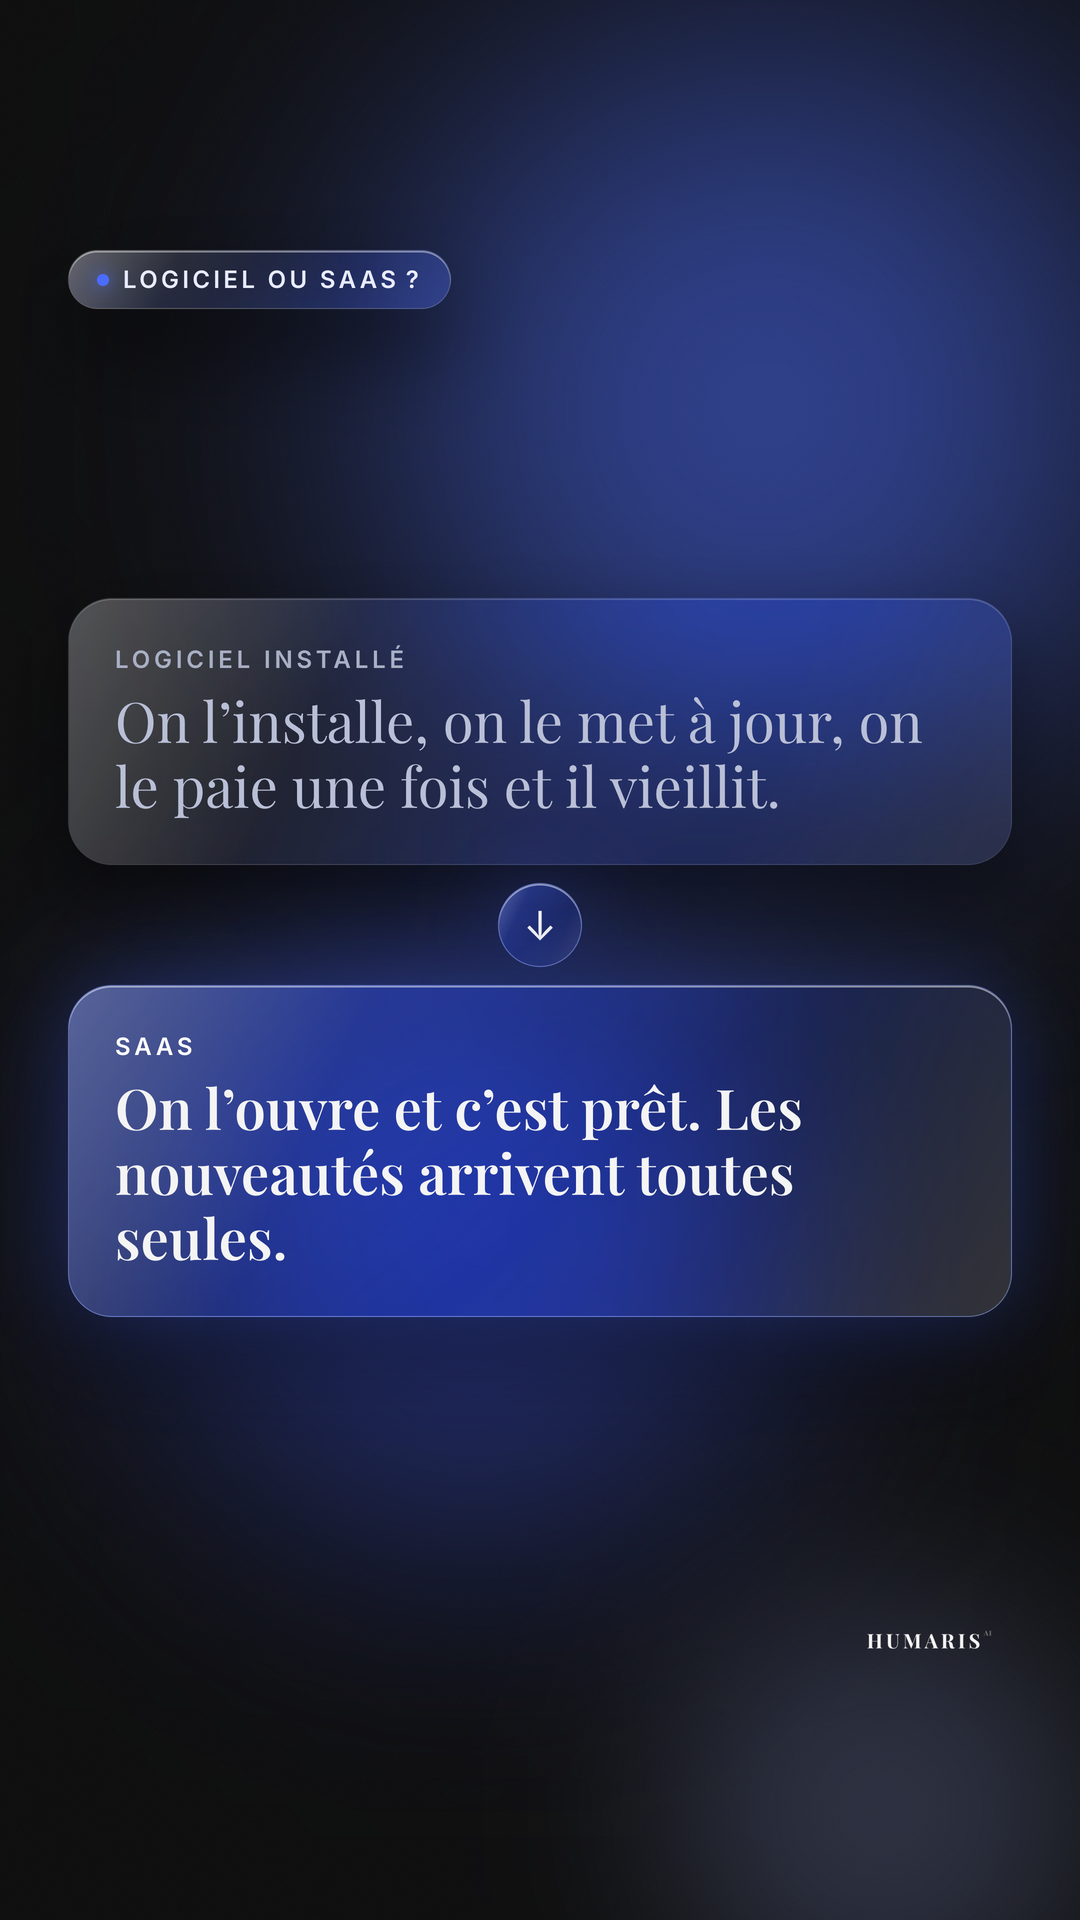 LOGICIEL OU SAAS ?
LOGICIEL INSTALLÉ
On l’installe, on le met à jour, on
le paie une fois et il vieillit.
SAAS
On l’ouvre et c’est prêt. Les
nouveautés arrivent toutes
seules.
HUMARIS AI